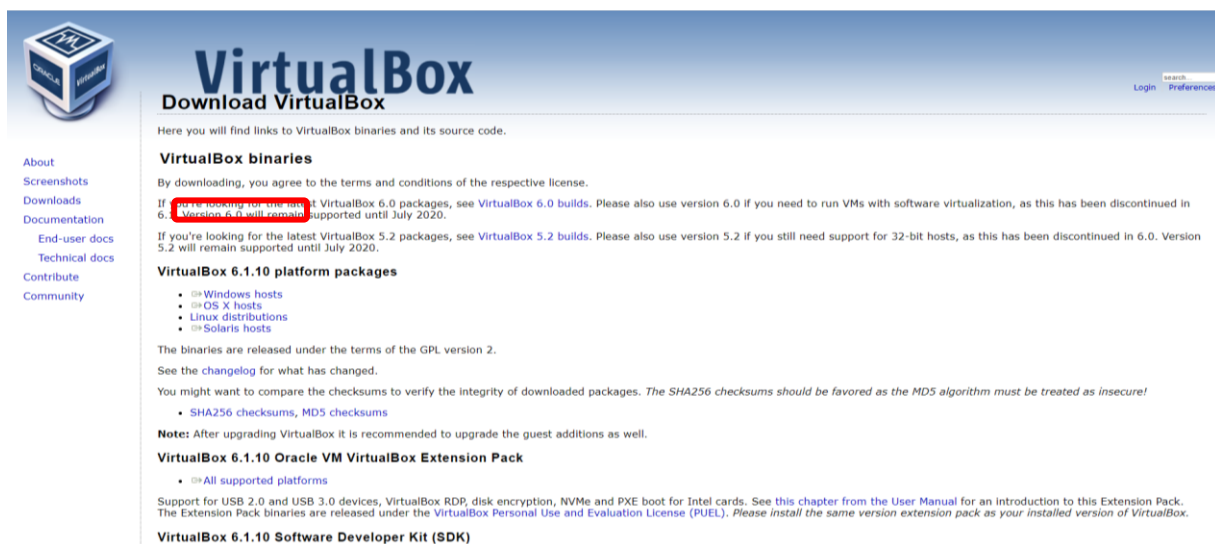 ORACLE
VirtualBox
VirtualBox
search...
Login Preferences
Download VirtualBox
Here you will find links to VirtualBox binaries and its source code.
About
Screenshots
Downloads
Documentation
End-user docs
Technical docs
Contribute
Community
VirtualBox binaries
By downloading, you agree to the terms and conditions of the respective license.
If you're looking for the latest VirtualBox 6.0 packages, see VirtualBox 6.0 builds. Please also use version 6.0 if you need to run VMs with software virtualization, as this has been discontinued in
6. Version 6.0 will remain supported until July 2020.
If you're looking for the latest VirtualBox 5.2 packages, see VirtualBox 5.2 builds. Please also use version 5.2 if you still need support for 32-bit hosts, as this has been discontinued in 6.0. Version
5.2 will remain supported until July 2020.
VirtualBox 6.1.10 platform packages
Windows hosts
OS X hosts
Linux distributions
Solaris hosts
The binaries are released under the terms of the GPL version 2.
See the changelog for what has changed.
You might want to compare the checksums to verify the integrity of downloaded packages. The SHA256 checksums should be favored as the MD5 algorithm must be treated as insecure!
SHA256 checksums, MD5 checksums
Note: After upgrading VirtualBox it is recommended to upgrade the guest additions as well.
VirtualBox 6.1.10 Oracle VM VirtualBox Extension Pack
All supported platforms
Support for USB 2.0 and USB 3.0 devices, VirtualBox RDP, disk encryption, NVMe and PXE boot for Intel cards. See this chapter from the User Manual for an introduction to this Extension Pack.
The Extension Pack binaries are released under the VirtualBox Personal Use and Evaluation License (PUEL). Please install the same version extension pack as your installed version of VirtualBox.
VirtualBox 6.1.10 Software Developer Kit (SDK)